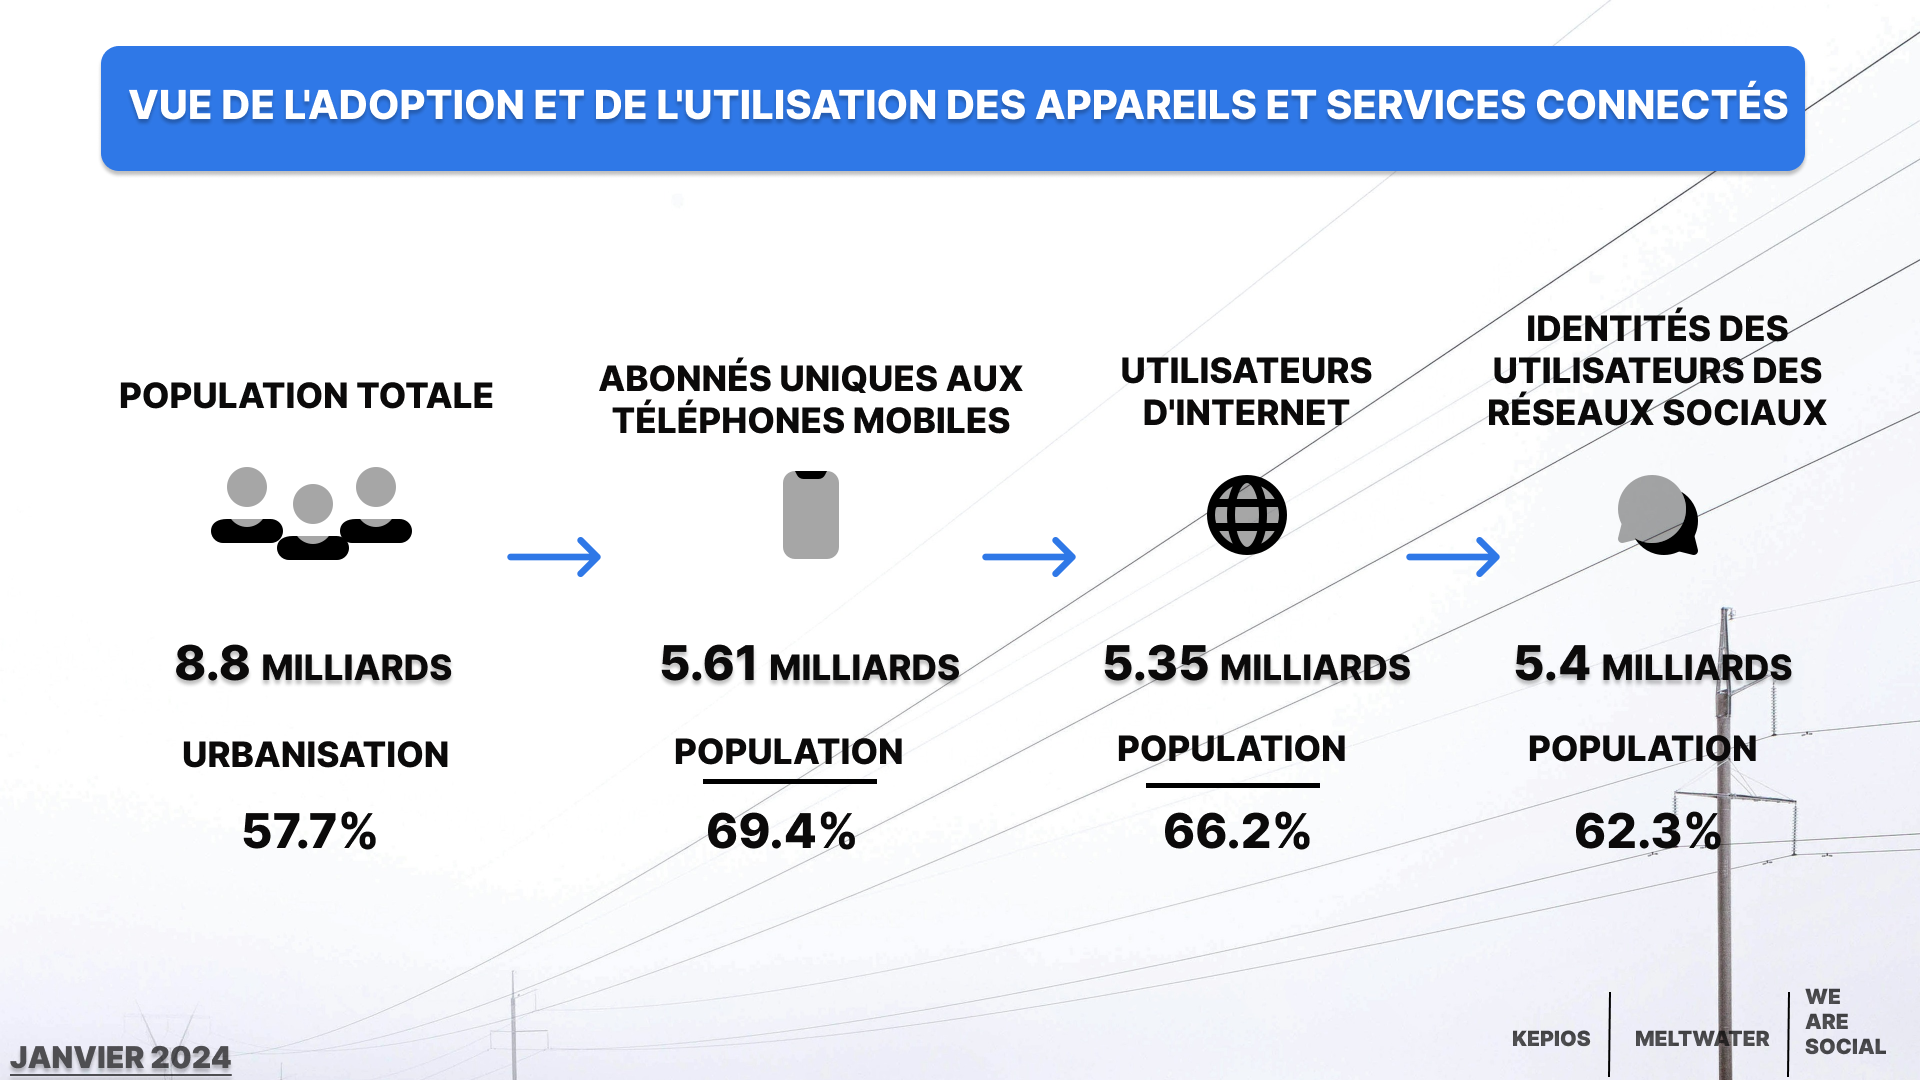 VUE DE L'ADOPTION ET DE L'UTILISATION DES APPAREILS ET SERVICES CONNECTÉS
POPULATION TOTALE
8.8 MILLIARDS
URBANISATION
57.7%
ABONNÉS UNIQUES AUX
TÉLÉPHONES MOBILES
5.61 MILLIARDS
POPULATION
69.4%
UTILISATEURS
D'INTERNET
5.35 MILLIARDS
POPULATION
66.2%
IDENTITÉS DES
UTILISATEURS DES
RÉSEAUX SOCIAUX
5.4 MILLIARDS
POPULATION
62.3%
JANVIER 2024
KEPIOS
MELTWATER
WE
ARE
SOCIAL